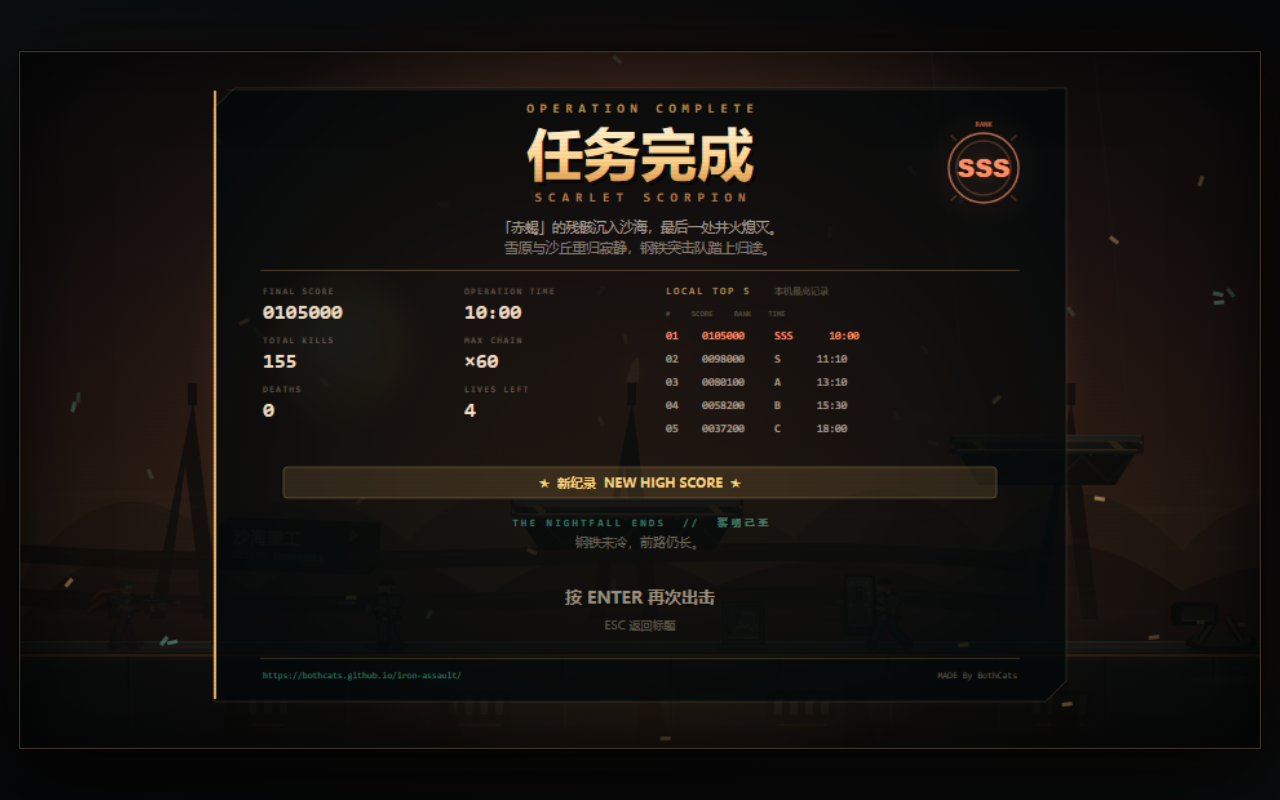 OPERATION COMPLETE
任务完成
SCARLET SCORPION
RANK
SSS
「赤蝎」的残骸沉入沙海，最后一处井火熄灭。
雪原与沙丘重归寂静，钢铁突击队踏上归途。
FINAL SCORE
0105000
OPERATION TIME
10:00
TOTAL KILLS
155
MAX CHAIN
×60
DEATHS
0
LIVES LEFT
4
LOCAL TOP 5 本机最高记录
# SCORE RANK TIME
01 0105000 SSS 10:00
02 0098000 S 11:10
03 0080100 A 13:10
04 0058200 B 15:30
05 0037200 C 18:00
★ 新纪录 NEW HIGH SCORE ★
THE NIGHTFALL ENDS //
钢铁未冷，前路仍长。
按 ENTER 再次出击
ESC 返回标题
https://bothcats.github.io/iron-assault/
MADE By BothCats